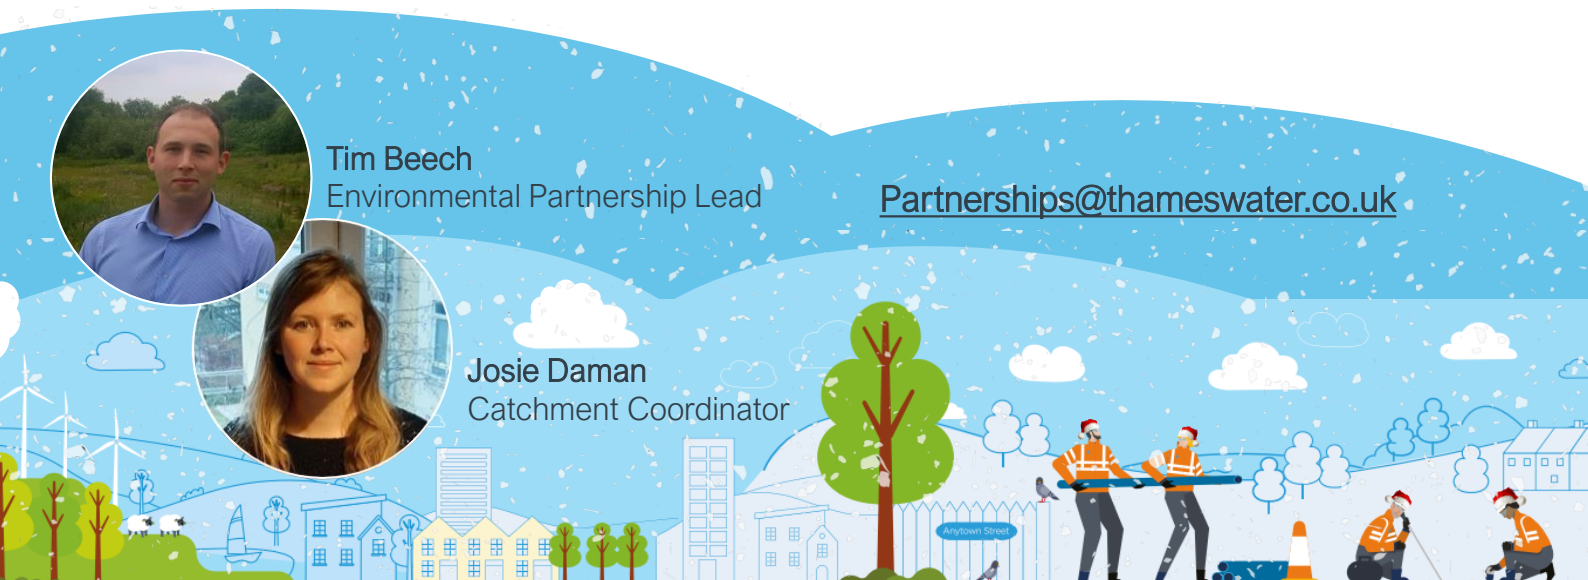 Tim Beech
Environmental Partnership Lead
Partnerships@thameswater.co.uk
Josie Daman
Catchment Coordinator
Anytown Street